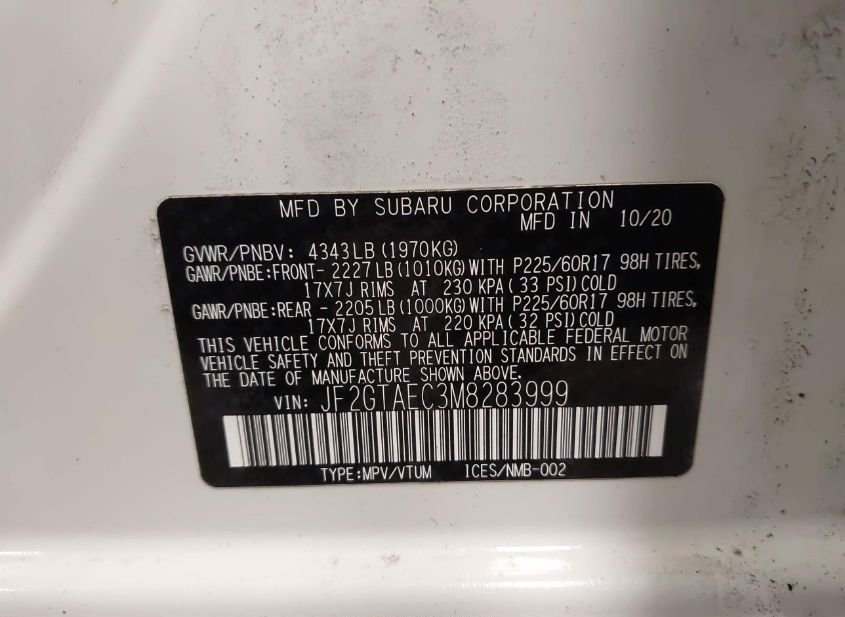 MFD BY SUBARU CORPORATION
MFD IN 10/20
GVWR/PNBV: 4343LB (1970KG)
GAWR/PNBE:FRONT- 2227 LB (1010KG) WITH P225/60R17 98H TIRES,
17X7J RIMS AT 230 KPA ( 33 PSI) COLD
GAWR/PNBE:REAR - 2205 LB (1000KG) WITH P225/60R17 98H TIRES,
17X7J RIMS AT 220 KPA ( 32 PSI) COLD
THIS VEHICLE CONFORMS TO ALL APPLICABLE FEDERAL MOTOR
VEHICLE SAFETY AND THEFT PREVENTION STANDARDS IN EFFECT ON
THE DATE OF MANUFACTURE SHOWN ABOVE.
VIN: JF2GTAEC3M8283999
TYPE:MPV/VTUM ICES/NMB-002